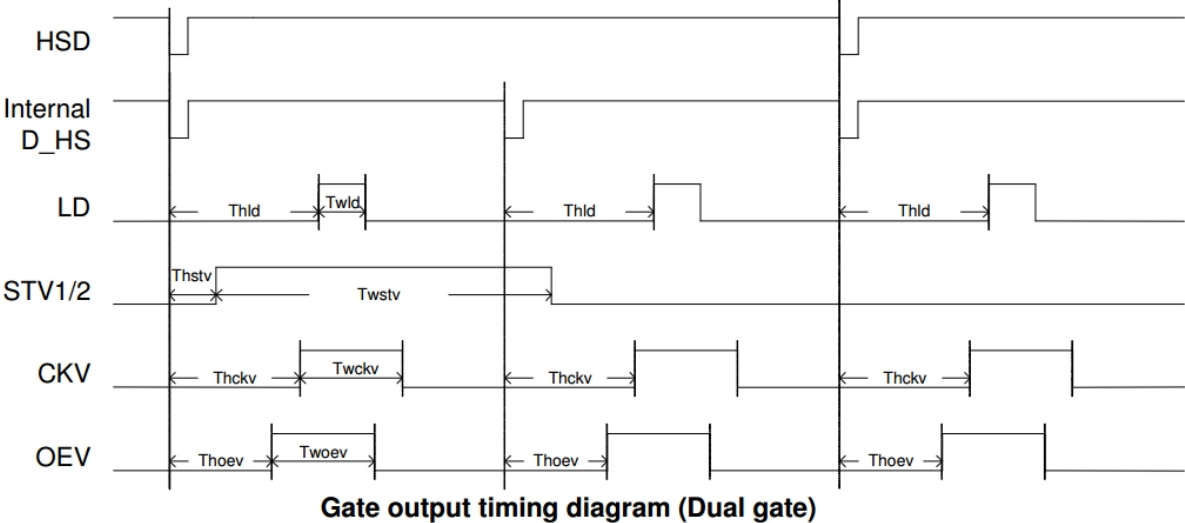 HSD
Internal
D_HS
LD
Thld
Twld
Thld
Thld
STV1/2
Thstv
Twstv
CKV
Thckv
Twckv
Thckv
Thckv
OEV
Thoev
Twoev
Thoev
Thoev
Gate output timing diagram (Dual gate)